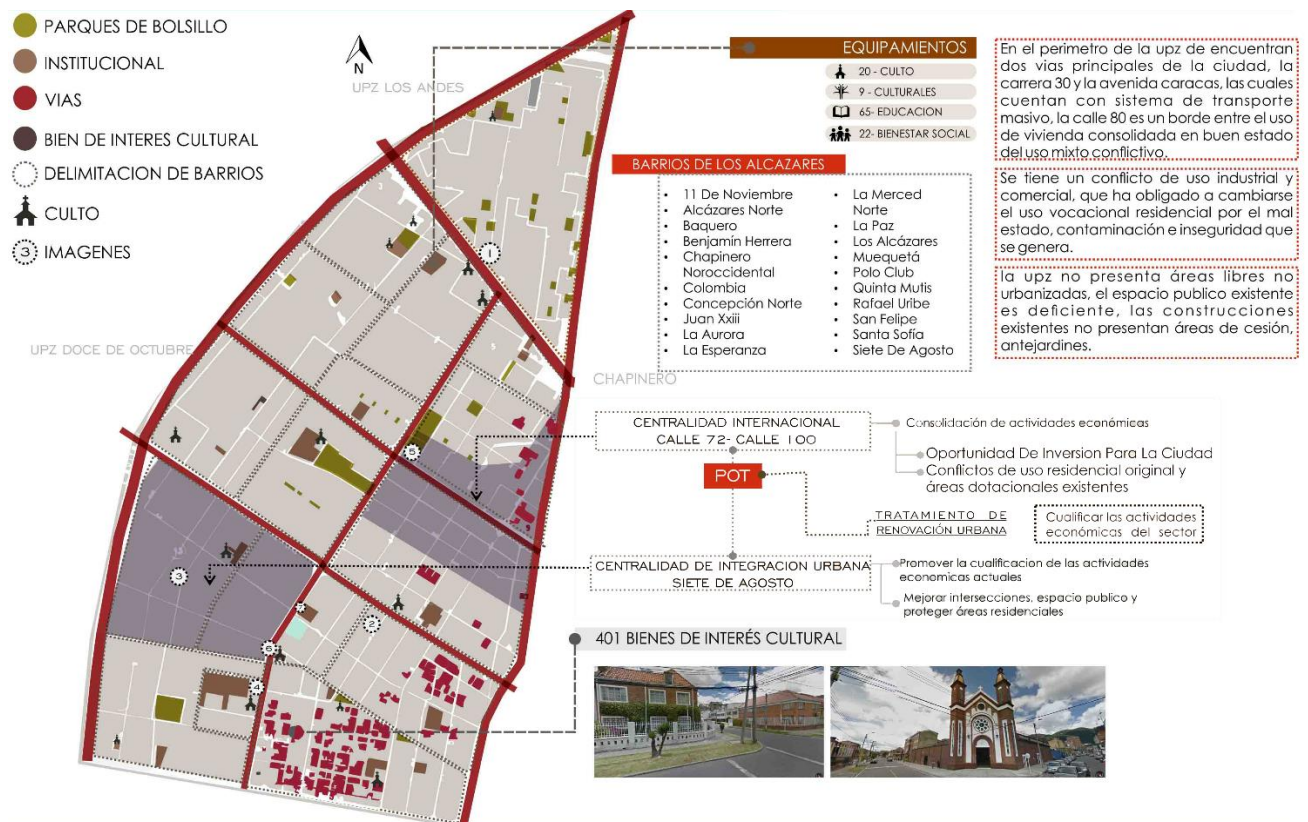 PARQUES DE BOLSILLO
INSTITUCIONAL
VIAS
BIEN DE INTERES CULTURAL
DELIMITACION DE BARRIOS
CULTO
3 IMAGENES
N
UPZ LOS ANDES
UPZ DOCE DE OCTUBRE
CHAPINERO
1
5
3
2
6
4
EQUIPAMIENTOS
20 - CULTO
9 - CULTURALES
65- EDUCACION
22- BIENESTAR SOCIAL
BARRIOS DE LOS ALCAZARES
• 11 De Noviembre
• Alcázares Norte
• Baquero
• Benjamín Herrera
• Chapinero
Noroccidental
• Colombia
• Concepción Norte
• Juan Xxiii
• La Aurora
• La Esperanza
• La Merced
Norte
• La Paz
• Los Alcázares
• Muequetá
• Polo Club
• Quinta Mutis
• Rafael Uribe
• San Felipe
• Santa Sofía
• Siete De Agosto
En el perimetro de la upz de encuentran
dos vias principales de la ciudad, la
carrera 30 y la avenida caracas, las cuales
cuentan con sistema de transporte
masivo, la calle 80 es un borde entre el uso
de vivienda consolidada en buen estado
del uso mixto conflictivo.
Se tiene un conflicto de uso industrial y
comercial, que ha obligado a cambiarse
el uso vocacional residencial por el mal
estado, contaminación e inseguridad que
se genera.
la upz no presenta áreas libres no
urbanizadas, el espacio publico existente
es deficiente, las construcciones
existentes no presentan áreas de cesión,
antejardines.
CENTRALIDAD INTERNACIONAL
CALLE 72- CALLE 100
Consolidación de actividades económicas
Oportunidad De Inversion Para La Ciudad
Conflictos de uso residencial original y
áreas dotacionales existentes
POT
TRATAMIENTO DE
RENOVACIÓN URBANA
Cualificar las actividades
económicas del sector
CENTRALIDAD DE INTEGRACION URBANA
SIETE DE AGOSTO
Promover la cualificación de las actividades
economicas actuales
Mejorar intersecciones, espacio publico y
proteger áreas residenciales
401 BIENES DE INTERÉS CULTURAL